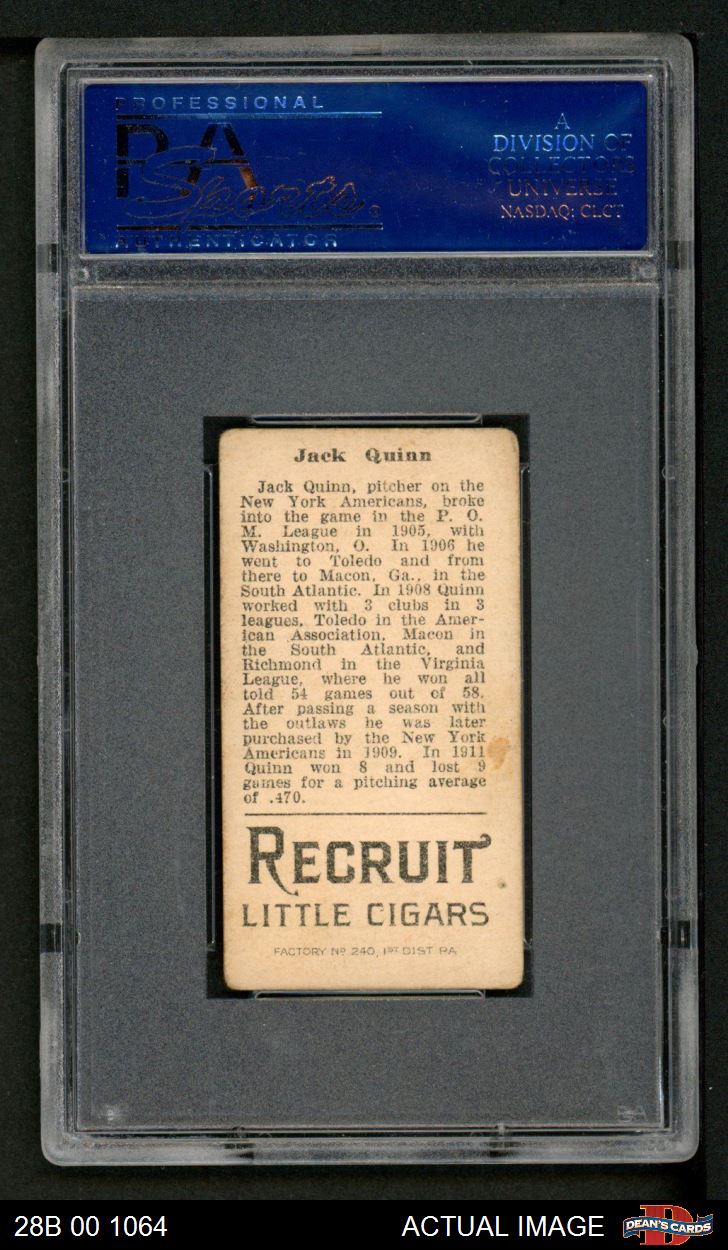 PROFESSIONAL
PSA
Sports
AUTHENTICATOR
A
DIVISION OF
COLLECTORS
UNIVERSE
NASDAQ: CLCT
Jack Quinn
Jack Quinn, pitcher on the
New York Americans, broke
into the game in the P. O.
M. League in 1905, with
Washington, O. In 1906 he
went to Toledo and from
there to Macon, Ga., in the
South Atlantic. In 1908 Quinn
worked with 3 clubs in 3
leagues, Toledo in the Amer-
ican Association, Macon in
the South Atlantic, and
Richmond in the Virginia
League, where he won all
told 54 games out of 58.
After passing a season with
the outlaws he was later
purchased by the New York
Americans in 1909. In 1911
Quinn won 8 and lost 9
games for a pitching average
of .470.
RECRUIT
LITTLE CIGARS
FACTORY Nº 240, 1ST DIST PA.
PSA
28B 00 1064
ACTUAL IMAGE
DEAN'S CARDS